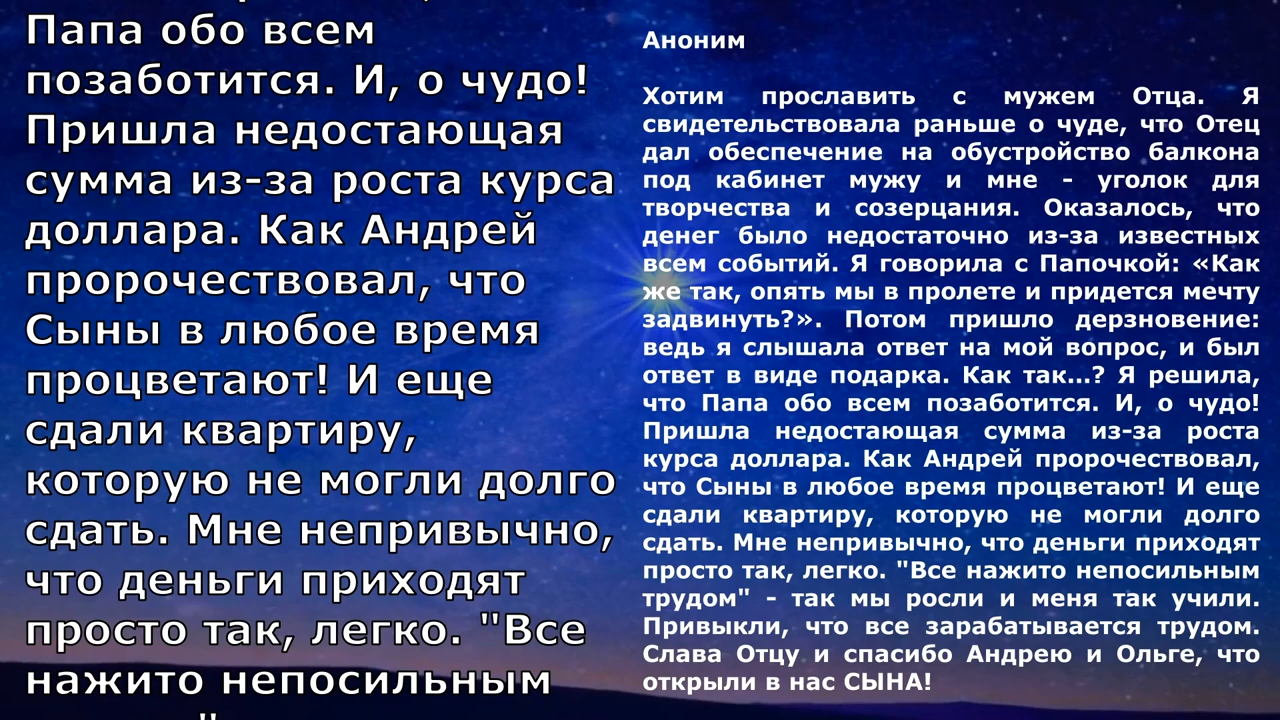 Папа обо всем
позаботится. И, о чудо!
Пришла недостающая
сумма из-за роста курса
доллара. Как Андрей
пророчествовал, что
Сыны в любое время
процветают! И еще
сдали квартиру,
которую не могли долго
сдать. Мне непривычно,
что деньги приходят
просто так, легко. "Все
нажито непосильным
Аноним
Хотим прославить с мужем Отца. Я
свидетельствовала раньше о чуде, что Отец
дал обеспечение на обустройство балкона
под кабинет мужу и мне - уголок для
творчества и созерцания. Оказалось, что
денег было недостаточно из-за известных
всем событий. Я говорила с Папочкой: «Как
же так, опять мы в пролете и придется мечту
задвинуть?». Потом пришло дерзновение:
ведь я слышала ответ на мой вопрос, и был
ответ в виде подарка. Как так...? Я решила,
что Папа обо всем позаботится. И, о чудо!
Пришла недостающая сумма из-за роста
курса доллара. Как Андрей пророчествовал,
что Сыны в любое время процветают! И еще
сдали квартиру, которую не могли долго
сдать. Мне непривычно, что деньги приходят
просто так, легко. "Все нажито непосильным
трудом" - так мы росли и меня так учили.
Привыкли, что все зарабатывается трудом.
Слава Отцу и спасибо Андрею и Ольге, что
открыли в нас СЫНА!